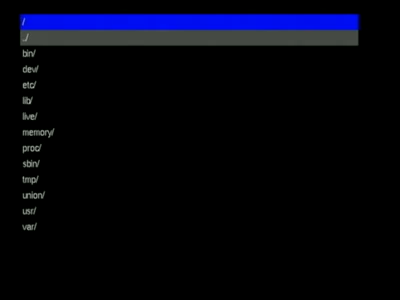 /
../
bin/
dev/
etc/
lib/
live/
memory/
proc/
sbin/
tmp/
union/
usr/
var/